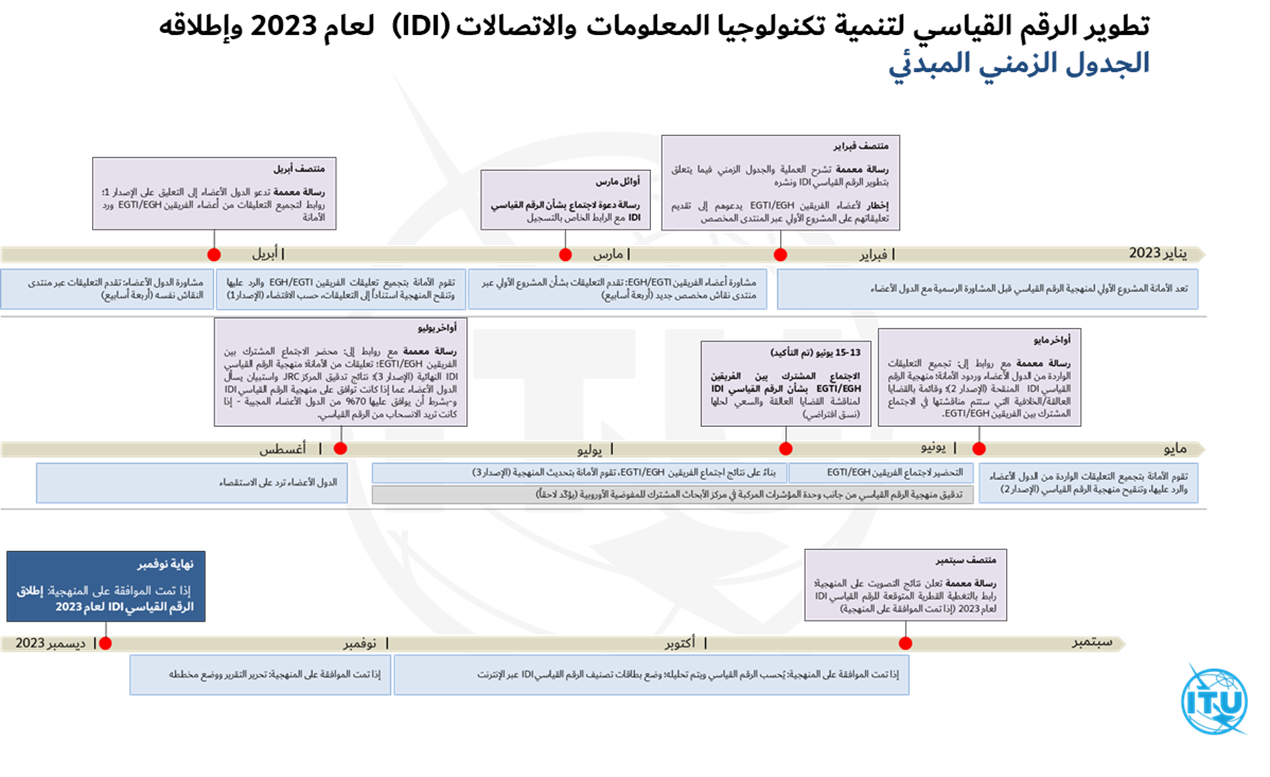 تطوير الرقم القياسي لتنمية تكنولوجيا المعلومات والاتصالات (IDI) لعام 2023 وإطلاقه
الجدول الزمني المبدئي
منتصف فبراير
رسالة معممة تشرح العملية والجدول الزمني فيما يتعلق
بتطوير الرقم القياسي IDI ونشره
إخطار لأعضاء الفريقين EGTI/EGH يدعوهم إلى تقديم
تعليقاتهم على المشروع الأولي عبر المنتدى المخصص
أوائل مارس
رسالة دعوة لاجتماع بشأن الرقم القياسي
IDI مع الرابط الخاص بالتسجيل
منتصف أبريل
رسالة معممة تدعو الدول الأعضاء إلى التعليق على الإصدار 1؛
روابط لتجميع التعليقات من أعضاء الفريقين EGTI/EGH ورد
الأمانة
يناير 2023
فبراير
مارس
أبريل
تعد الأمانة المشروع الأولي لمنهجية الرقم القياسي قبل المشاورة الرسمية مع الدول الأعضاء
مشاورة أعضاء الفريقين EGH/EGTI: تقدم التعليقات بشأن المشروع الأولي عبر
منتدى نقاش مخصص جديد (أربعة أسابيع)
تقوم الأمانة بتجميع تعليقات الفريقين EGH/EGTI والرد عليها
وتنقح المنهجية استناداً إلى التعليقات، حسب الاقتضاء (الإصدار1)
مشاورة الدول الأعضاء: تقدم التعليقات عبر منتدى
النقاش نفسه (أربعة أسابيع)
أواخر مايو
رسالة معممة مع روابط إلى: تجميع التعليقات
الواردة من الدول الأعضاء وردود الأمانة؛ منهجية الرقم
القياسي IDI المنقحة (الإصدار 2)؛ وقائمة بالقضايا
العالقة/الخلافية التي ستتم مناقشتها في الاجتماع
المشترك بين الفريقين EGTI/EGH.
13-15 يونيو (تم التأكيد)
الاجتماع المشترك بين الفريقين
EGTI/EGH بشأن الرقم القياسي IDI
لمناقشة القضايا العالقة والسعي لحلها
(نسق افتراضي)
أواخر يوليو
رسالة معممة مع روابط إلى: محضر الاجتماع المشترك بين
الفريقين EGTI/EGH؛ تعليقات من الأمانة؛ منهجية الرقم القياسي
IDI النهائية (الإصدار 3)؛ نتائج تدقيق المركز JRC واستبيان يسأل
الدول الأعضاء عما إذا كانت توافق على منهجية الرقم القياسي IDI
و-بشرط أن يوافق عليها 70% من الدول الأعضاء المجيبة - إذا
كانت تريد الانسحاب من الرقم القياسي.
مايو
يونيو
يوليو
أغسطس
تقوم الأمانة بتجميع التعليقات الواردة من الدول الأعضاء
والرد عليها، وتنقيح منهجية الرقم القياسي (الإصدار 2)
التحضير لاجتماع الفريقين EGTI/EGH
بناءً على نتائج اجتماع الفريقين EGTI/EGH، تقوم الأمانة بتحديث المنهجية (الإصدار 3)
تدقيق منهجية الرقم القياسي من جانب وحدة المؤشرات المركبة في مركز الأبحاث المشترك للمفوضية الأوروبية (يؤكَّد لاحقاً)
الدول الأعضاء ترد على الاستقصاء
منتصف سبتمبر
رسالة معممة تعلن نتائج التصويت على المنهجية؛
رابط بالتغطية القطرية المتوقعة للرقم القياسي IDI
لعام 2023 (إذا تمت الموافقة على المنهجية)
نهاية نوفمبر
إذا تمت الموافقة على المنهجية: إطلاق
الرقم القياسي IDI لعام 2023
سبتمبر
أكتوبر
نوفمبر
ديسمبر 2023
إذا تمت الموافقة على المنهجية: يُحسب الرقم القياسي ويتم تحليله؛ وضع بطاقات تصنيف الرقم القياسي IDI عبر الإنترنت
إذا تمت الموافقة على المنهجية: تحرير التقرير ووضع مخططه
ITU